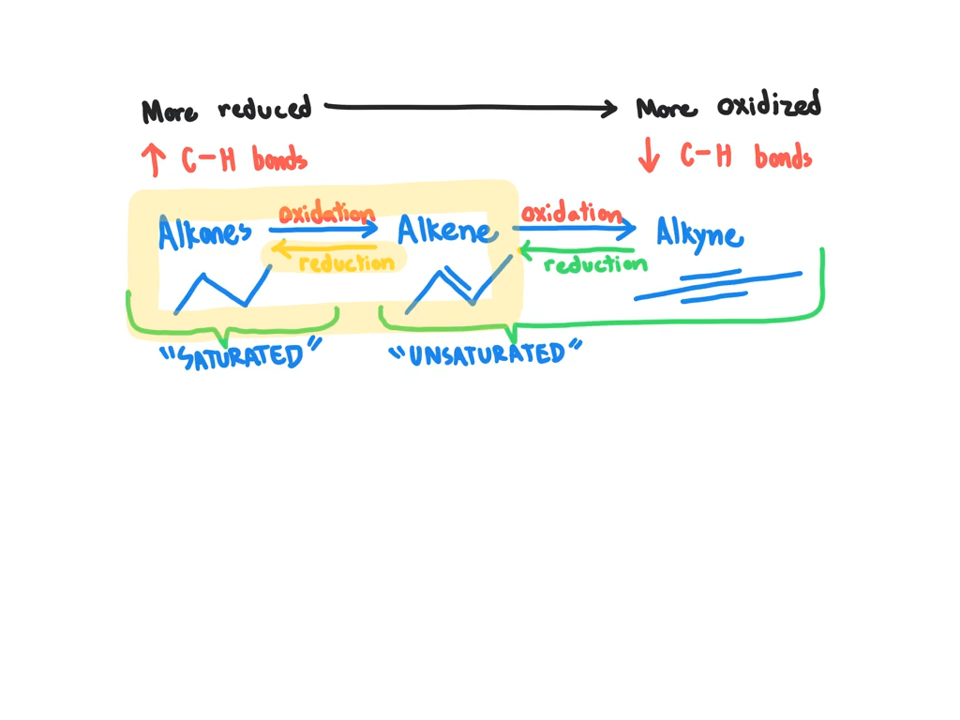 More reduced → More oxidized
↑ C-H bonds ↓ C-H bonds
oxidation oxidation
Alkanes Alkene Alkyne
reduction reduction
"SATURATED" "UNSATURATED"